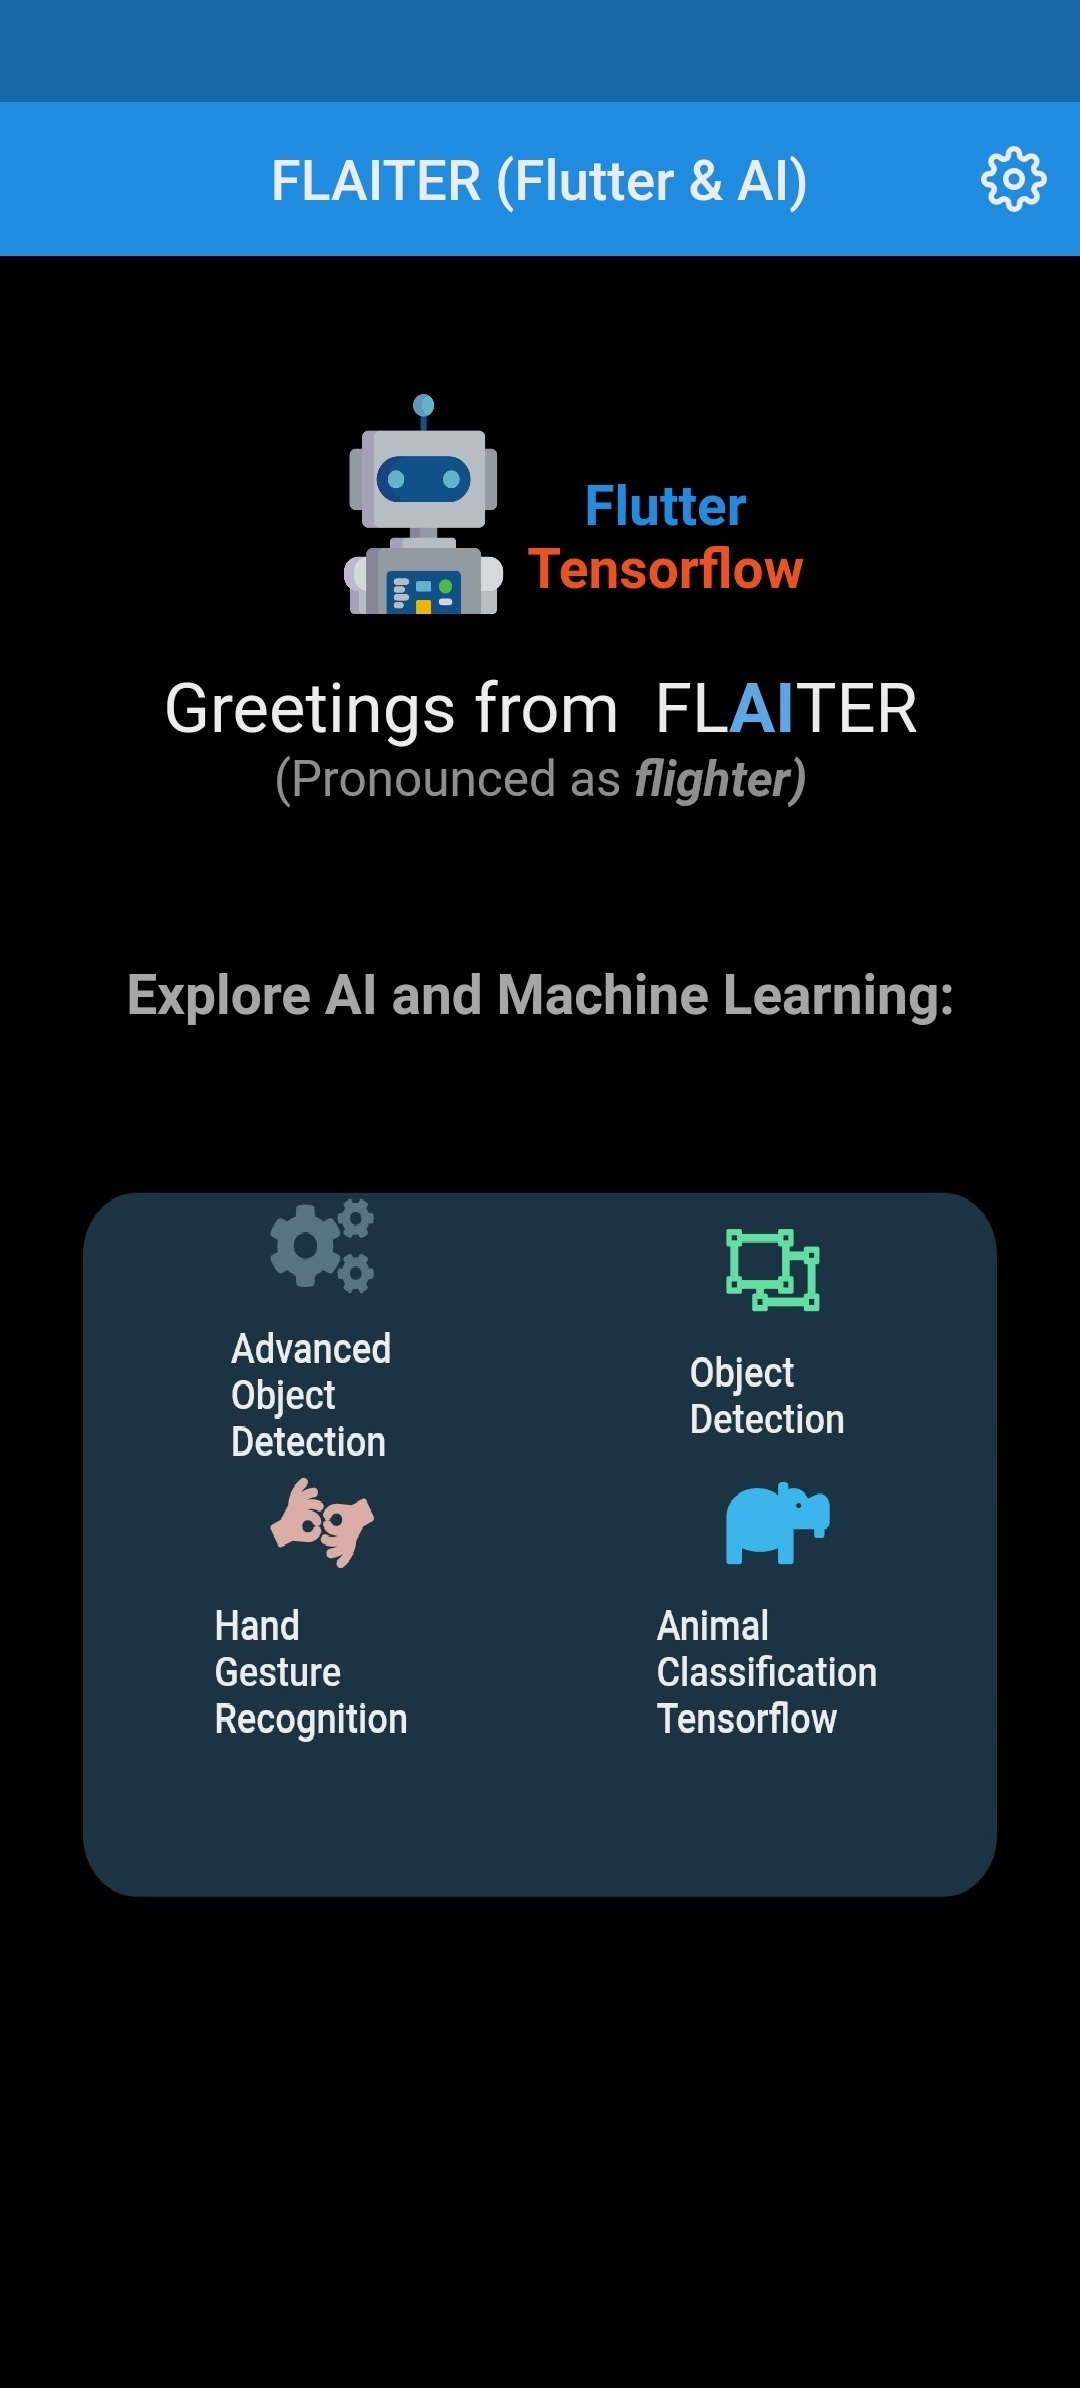 FLAITER (Flutter & AI)
Flutter
Tensorflow
Greetings from FLAITER
(Pronounced as flighter)
Explore AI and Machine Learning:
Advanced
Object
Detection
Object
Detection
Hand
Gesture
Recognition
Animal
Classification
Tensorflow